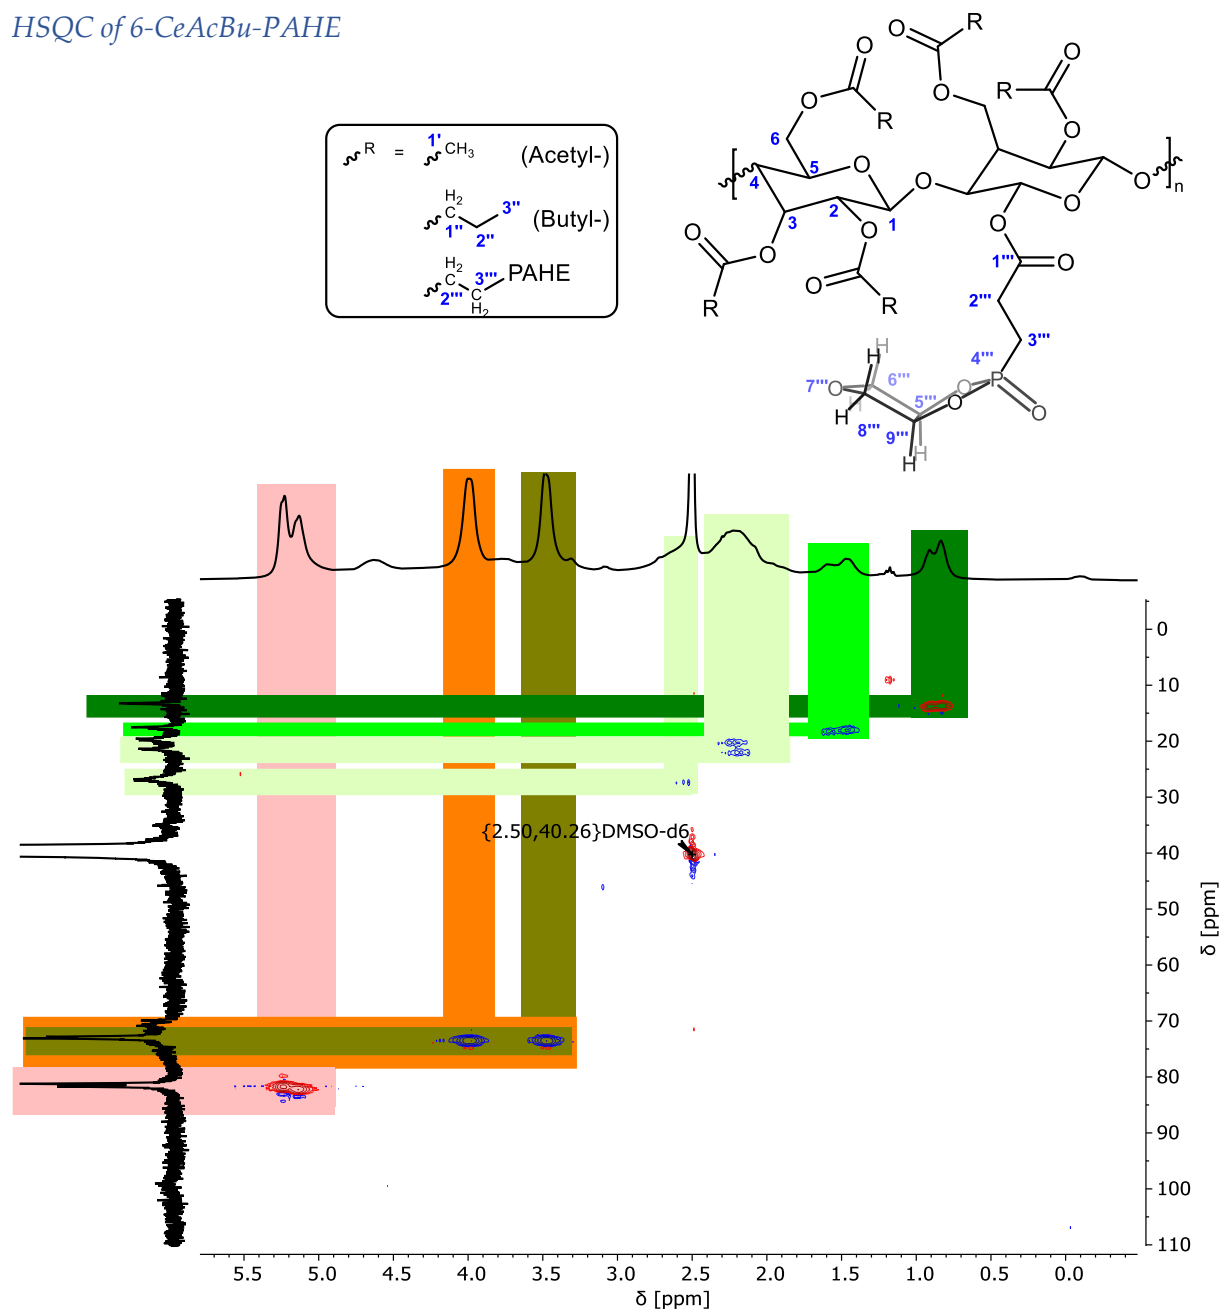 HSQC of 6-CeAcBu-PAHE
R = 1' CH3 (Acetyl-)
H2
C 3''
1'' (Butyl-)
2''
H2
C 3''' PAHE
2''' C
H2
O R O R O
O R O R O O
R
6
5 O O O
4 3 2 1 O n
O O O O O
R R 1''' O
2'''
3'''
4'''
H H
7''' O 6''' O P
H 5''' O O
H 8''' 9''' H
H
0
10
20
30
{2.50,40.26}DMSO-d6
40
50
60
70
80
90
100
110
δ [ppm]
5.5 5.0 4.5 4.0 3.5 3.0 2.5 2.0 1.5 1.0 0.5 0.0
δ [ppm]